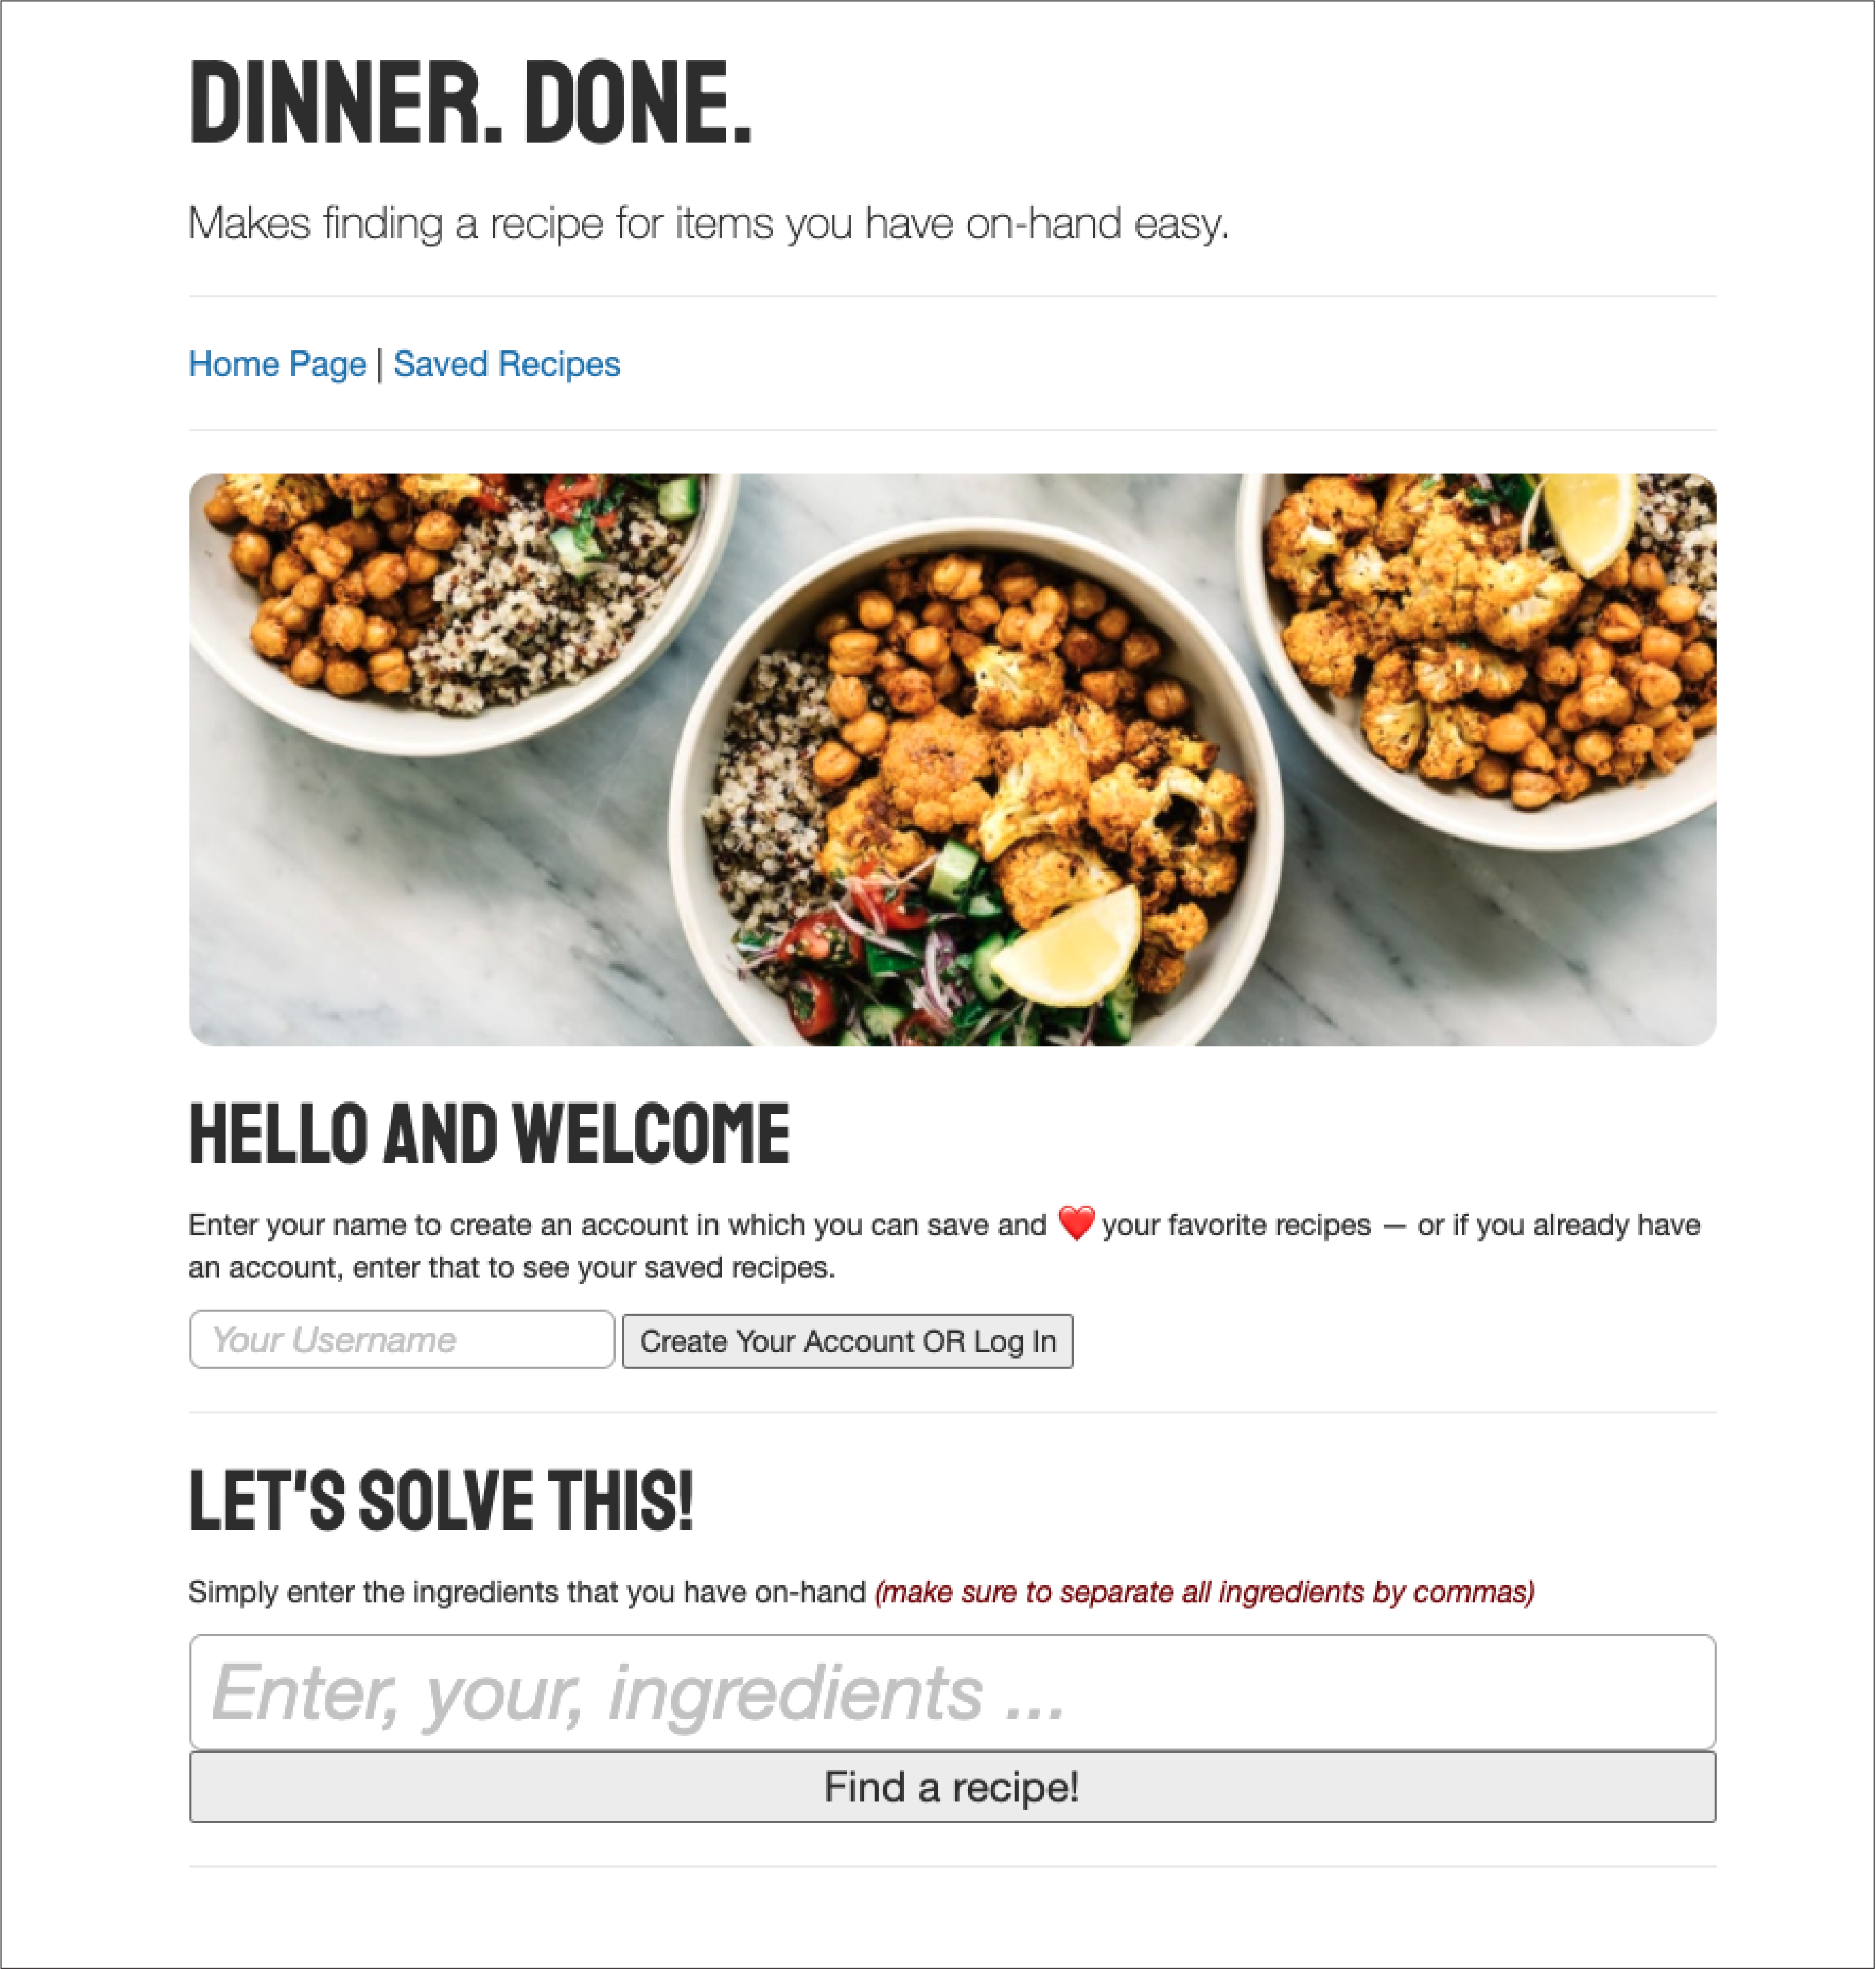 DINNER. DONE.
Makes finding a recipe for items you have on-hand easy.
Home Page | Saved Recipes
HELLO AND WELCOME
Enter your name to create an account in which you can save and ❤️ your favorite recipes — or if you already have
an account, enter that to see your saved recipes.
Your Username
Create Your Account OR Log In
LET'S SOLVE THIS!
Simply enter the ingredients that you have on-hand (make sure to separate all ingredients by commas)
Enter, your, ingredients ...
Find a recipe!